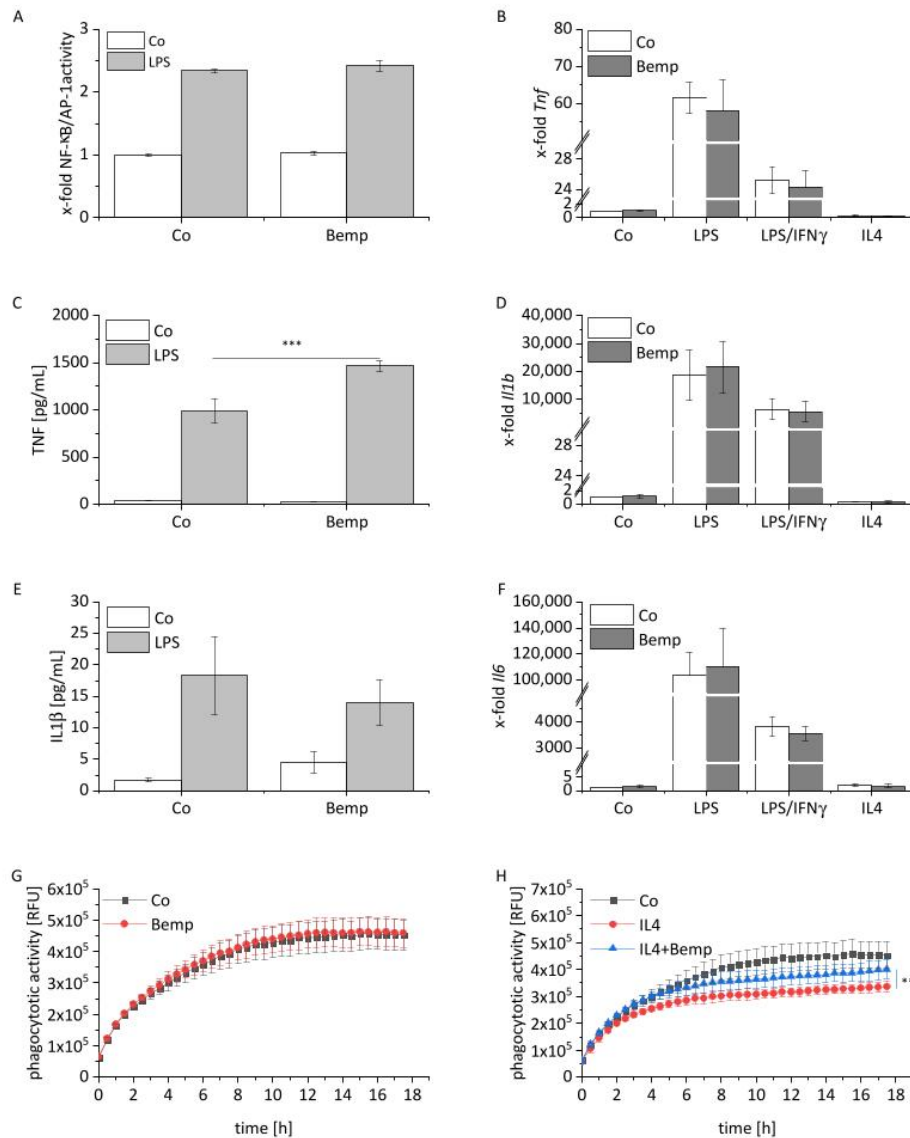 A
x-fold NF-κB/AP-1activity
3
2
1
0
Co
LPS
Co
Bemp
B
x-fold Tnf
80
70
60
28
24
2
0
Co
Bemp
Co
LPS
LPS/IFNγ
IL4
C
TNF [pg/mL]
2000
1500
1000
500
0
Co
LPS
***
Co
Bemp
D
x-fold Il1b
40,000
30,000
20,000
10,000
28
24
2
0
Co
Bemp
Co
LPS
LPS/IFNγ
IL4
E
IL1β [pg/mL]
30
25
20
15
10
5
0
Co
LPS
Co
Bemp
F
x-fold Il6
160,000
140,000
120,000
100,000
4000
3000
5
0
Co
Bemp
Co
LPS
LPS/IFNγ
IL4
G
phagocytotic activity [RFU]
6x10⁵
5x10⁵
4x10⁵
3x10⁵
2x10⁵
1x10⁵
0
Co
Bemp
0 2 4 6 8 10 12 14 16 18
time [h]
H
phagocytotic activity [RFU]
7x10⁵
6x10⁵
5x10⁵
4x10⁵
3x10⁵
2x10⁵
1x10⁵
0
Co
IL4
IL4+Bemp
0 2 4 6 8 10 12 14 16 18
time [h]